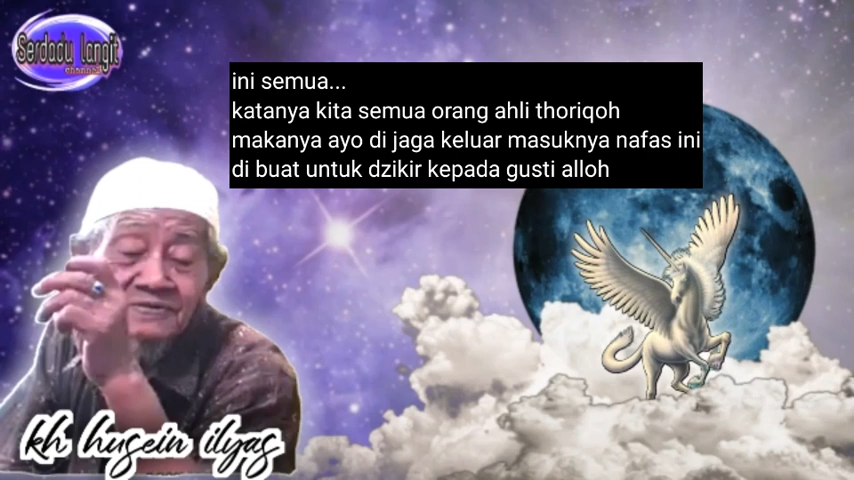 Serdadu langit
channel
ini semua...
katanya kita semua orang ahli thoriqoh
makanya ayo di jaga keluar masuknya nafas ini
di buat untuk dzikir kepada gusti alloh
kh husein ilyas